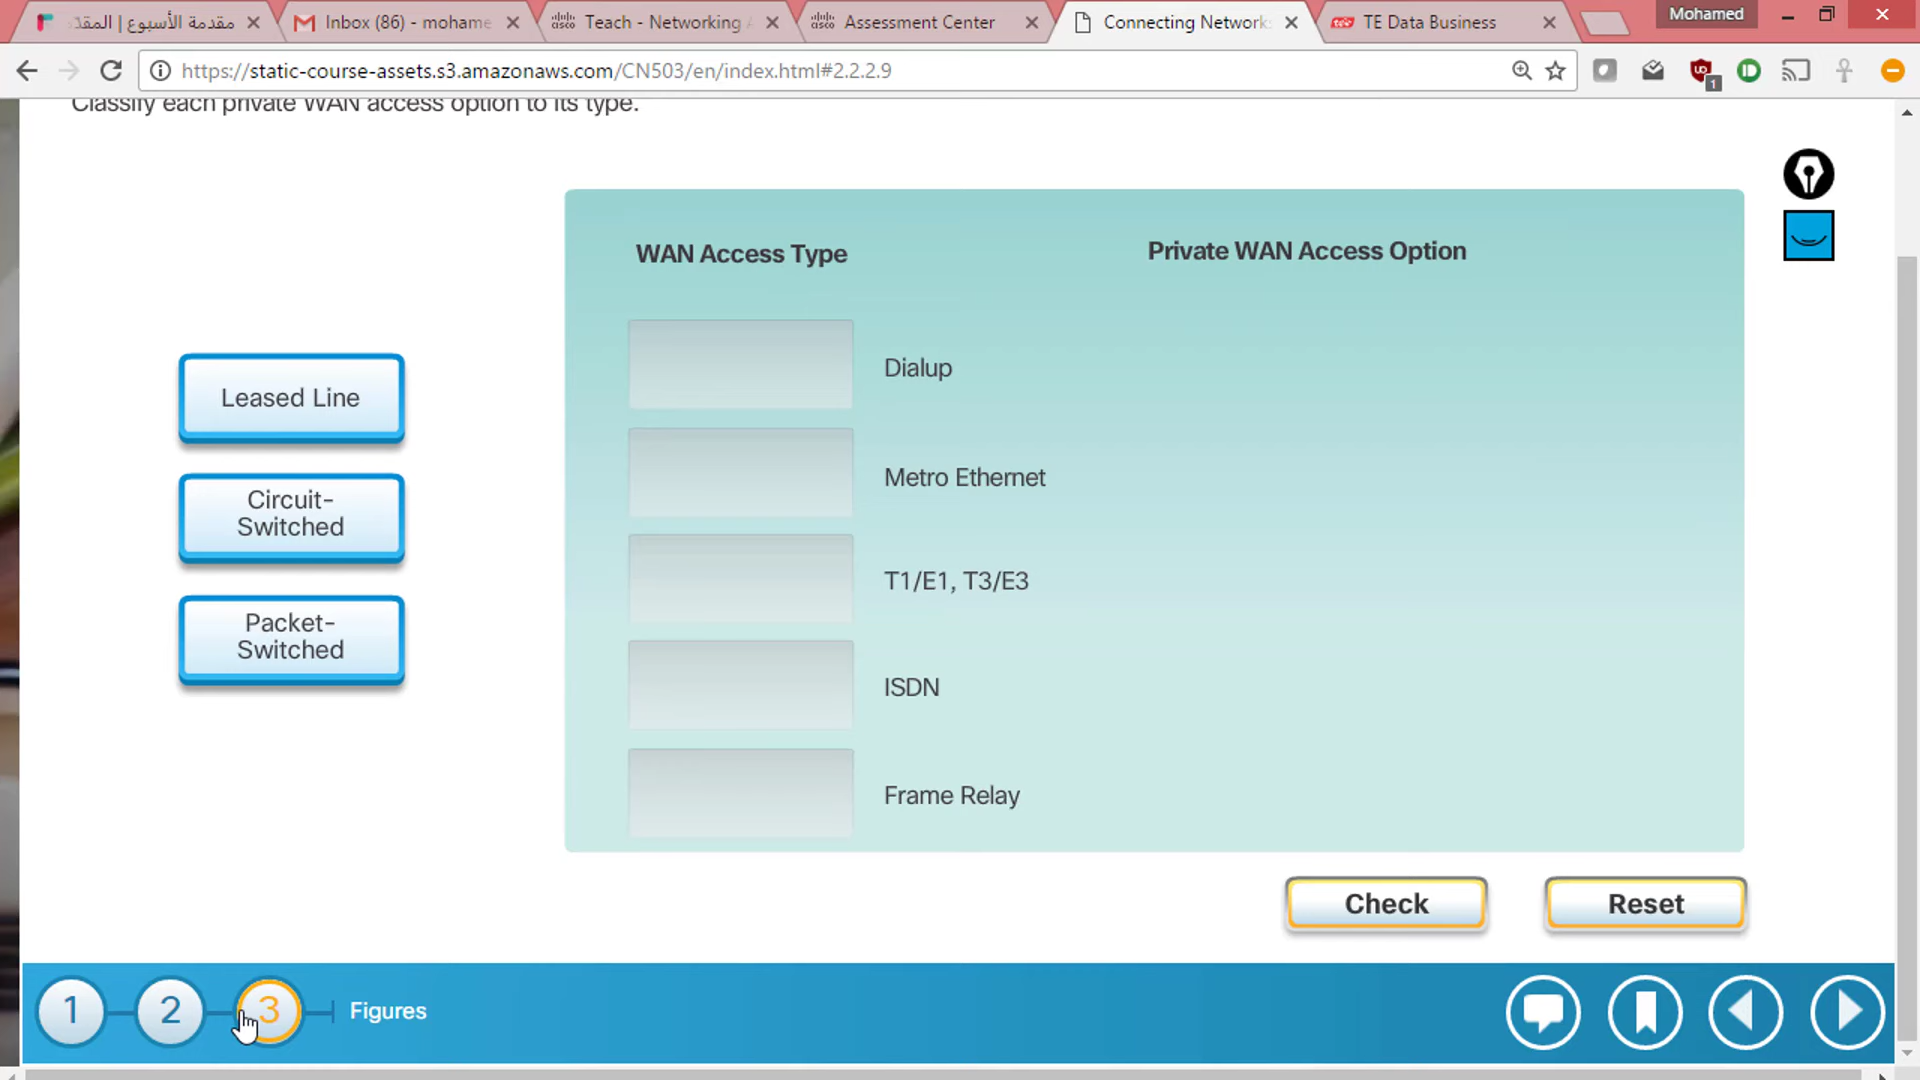 مقدمة الأسبوع | المقد
Inbox (86) - mohame
Teach - Networking A
Assessment Center
Connecting Network
TE Data Business
Mohamed
https://static-course-assets.s3.amazonaws.com/CN503/en/index.html#2.2.2.9
1
Classify each private WAN access option to its type.
WAN Access Type
Private WAN Access Option
Dialup
Leased Line
Metro Ethernet
Circuit-
Switched
T1/E1, T3/E3
Packet-
Switched
ISDN
Frame Relay
Check
Reset
1
2
3
Figures